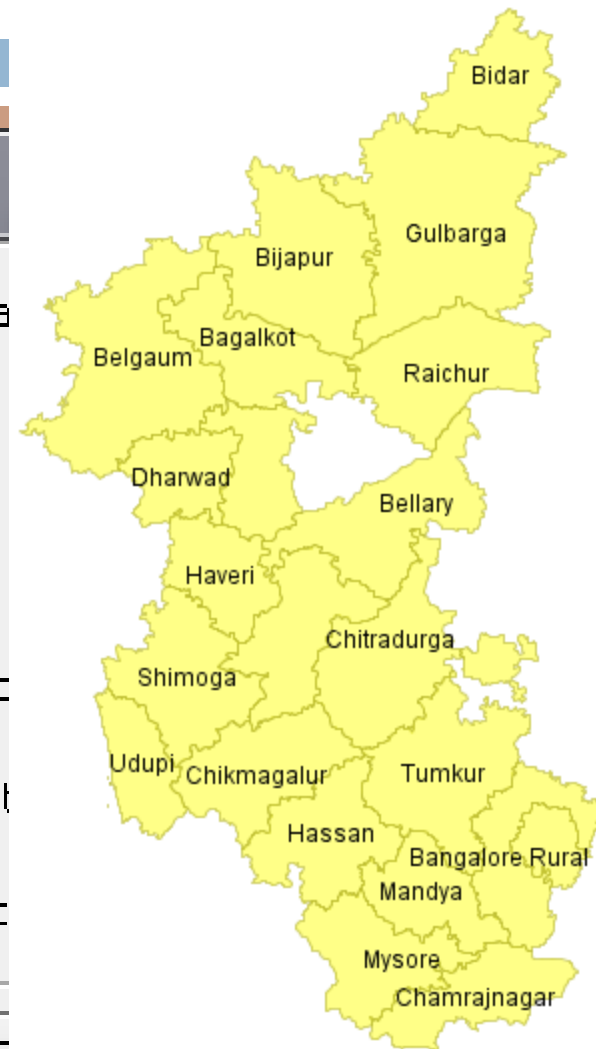 Bidar
Gulbarga
Bijapur
Bagalkot
Belgaum
Raichur
Dharwad
Bellary
Haveri
Chitradurga
Shimoga
Udupi
Chikmagalur
Tumkur
Hassan
Bangalore Rural
Mandya
Mysore
Chamrajnagar